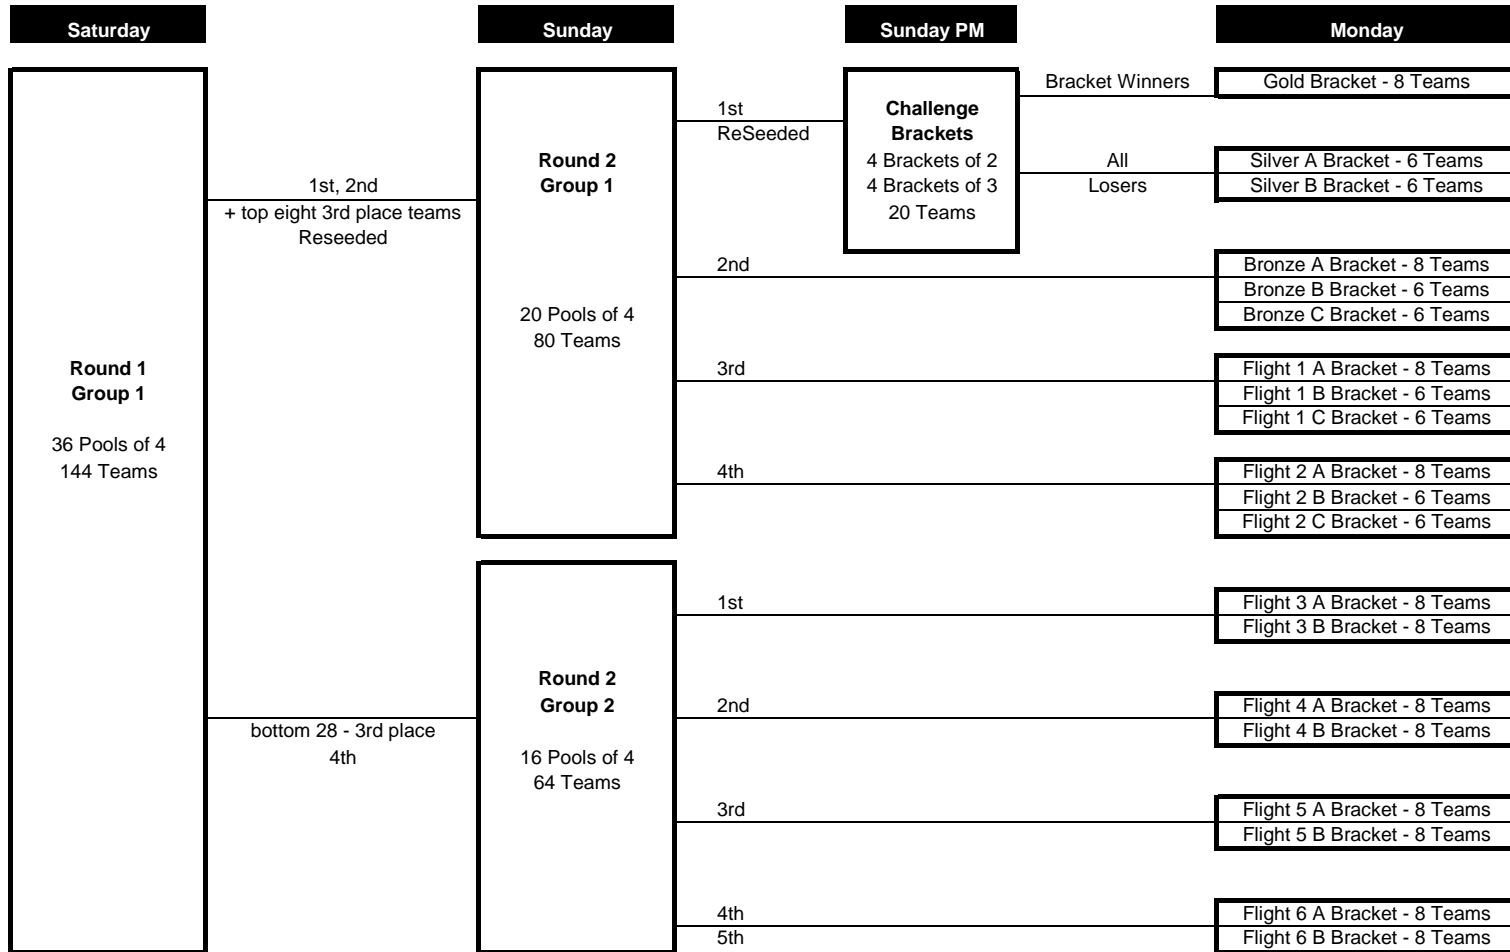 Saturday
Sunday
Sunday PM
Monday
Round 1
Group 1
36 Pools of 4
144 Teams
1st, 2nd
+ top eight 3rd place teams
Reseeded
bottom 28 - 3rd place
4th
Round 2
Group 1
20 Pools of 4
80 Teams
1st
ReSeeded
2nd
3rd
4th
Challenge
Brackets
4 Brackets of 2
4 Brackets of 3
20 Teams
Bracket Winners
All
Losers
Gold Bracket - 8 Teams
Silver A Bracket - 6 Teams
Silver B Bracket - 6 Teams
Bronze A Bracket - 8 Teams
Bronze B Bracket - 6 Teams
Bronze C Bracket - 6 Teams
Flight 1 A Bracket - 8 Teams
Flight 1 B Bracket - 6 Teams
Flight 1 C Bracket - 6 Teams
Flight 2 A Bracket - 8 Teams
Flight 2 B Bracket - 6 Teams
Flight 2 C Bracket - 6 Teams
Round 2
Group 2
16 Pools of 4
64 Teams
1st
2nd
3rd
4th
5th
Flight 3 A Bracket - 8 Teams
Flight 3 B Bracket - 8 Teams
Flight 4 A Bracket - 8 Teams
Flight 4 B Bracket - 8 Teams
Flight 5 A Bracket - 8 Teams
Flight 5 B Bracket - 8 Teams
Flight 6 A Bracket - 8 Teams
Flight 6 B Bracket - 8 Teams